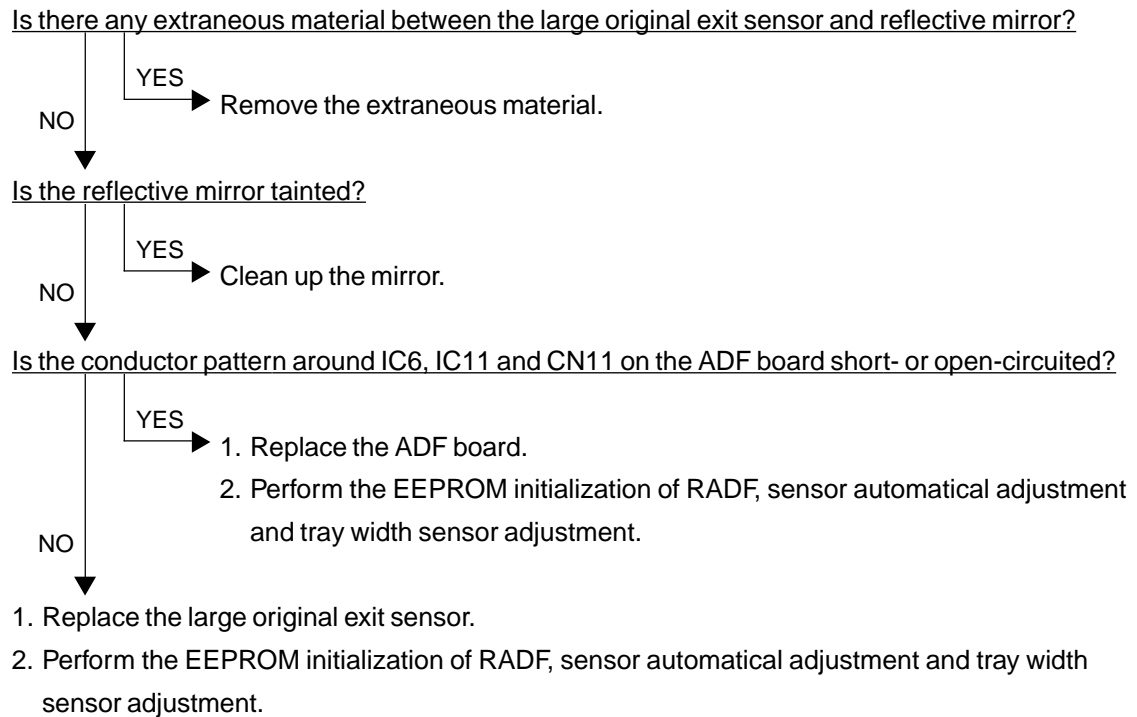 Is there any extraneous material between the large original exit sensor and reflective mirror?
YES
Remove the extraneous material.
NO
Is the reflective mirror tainted?
YES
Clean up the mirror.
NO
Is the conductor pattern around IC6, IC11 and CN11 on the ADF board short- or open-circuited?
YES
1. Replace the ADF board.
2. Perform the EEPROM initialization of RADF, sensor automatical adjustment
and tray width sensor adjustment.
NO
1. Replace the large original exit sensor.
2. Perform the EEPROM initialization of RADF, sensor automatical adjustment and tray width
sensor adjustment.